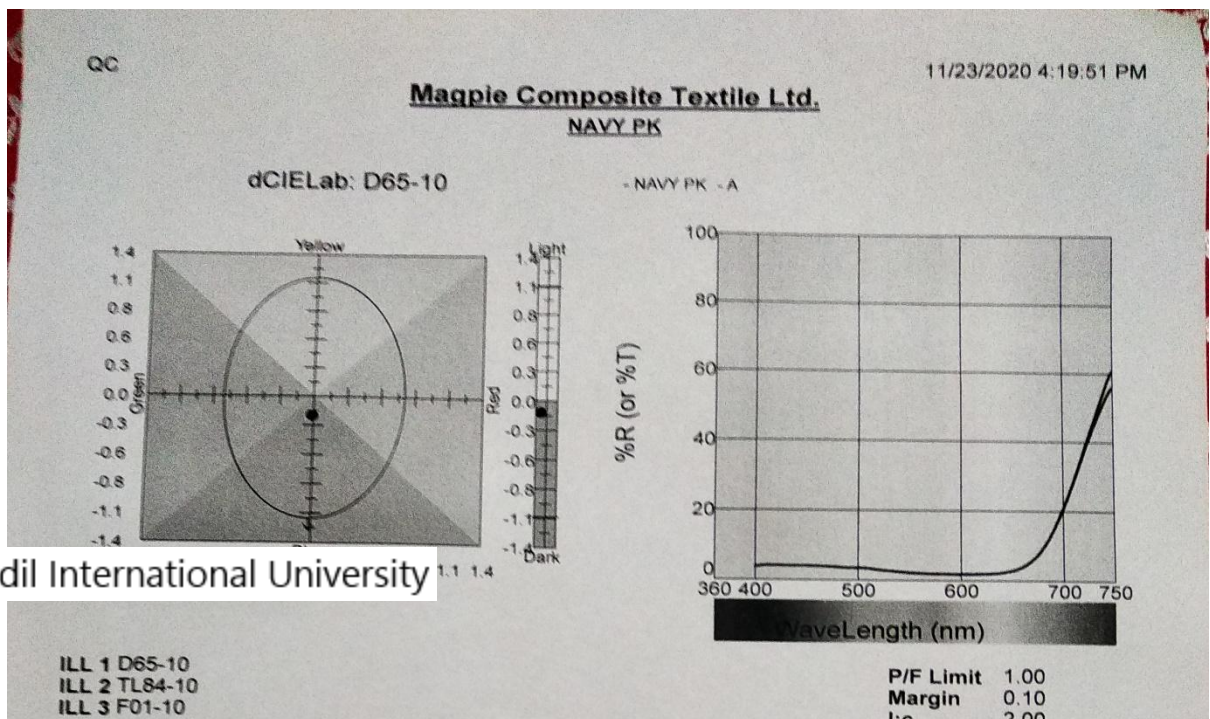 QC
11/23/2020 4:19:51 PM
Magpie Composite Textile Ltd.
NAVY PK
dCIELab: D65-10
- NAVY PK - A
Yellow
1.4
1.1
0.8
0.6
0.3
0.0
-0.3
-0.6
-0.8
-1.1
-1.4
Green
Red
1.1 1.4
Light
1.4
1.1
0.8
0.6
0.3
0.0
-0.3
-0.6
-0.8
-1.1
-1.4
Dark
%R (or %T)
100
80
60
40
20
0
360 400 500 600 700 750
WaveLength (nm)
dil International University
ILL 1 D65-10
ILL 2 TL84-10
ILL 3 F01-10
P/F Limit 1.00
Margin 0.10
2.00